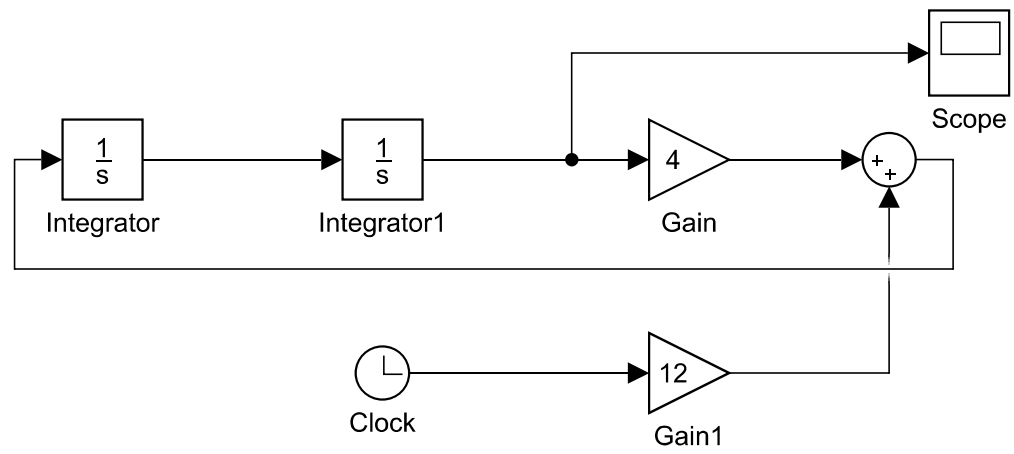 Scope
1
s
1
s
4
+
+
Integrator
Integrator1
Gain
12
Clock
Gain1